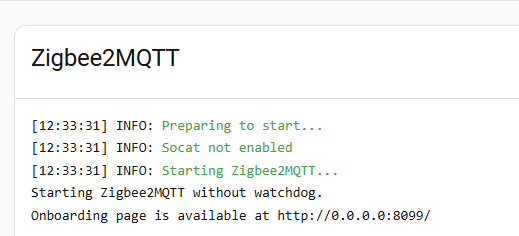 Zigbee2MQTT
[12:33:31] INFO: Preparing to start...
[12:33:31] INFO: Socat not enabled
[12:33:31] INFO: Starting Zigbee2MQTT...
Starting Zigbee2MQTT without watchdog.
Onboarding page is available at http://0.0.0.0:8099/